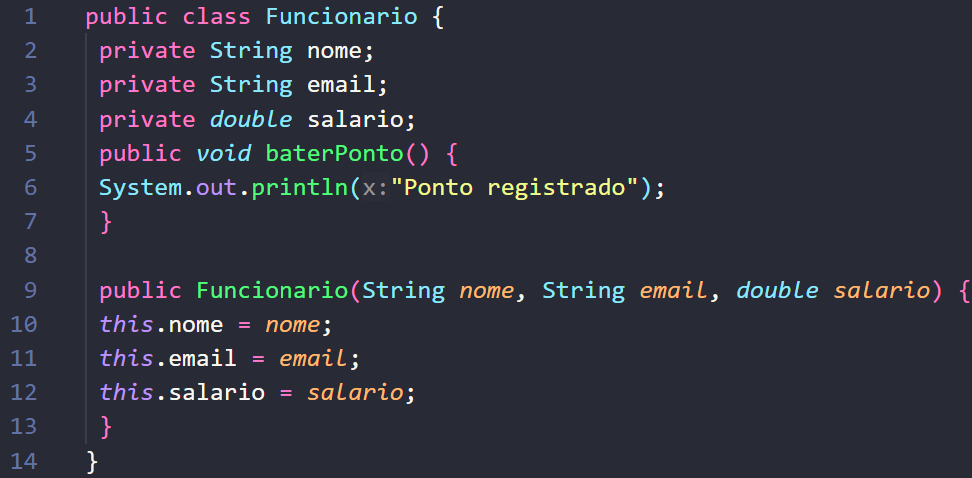 1 public class Funcionario {
2 private String nome;
3 private String email;
4 private double salario;
5 public void baterPonto() {
6 System.out.println(x:"Ponto registrado");
7 }
8
9 public Funcionario(String nome, String email, double salario) {
10 this.nome = nome;
11 this.email = email;
12 this.salario = salario;
13 }
14 }